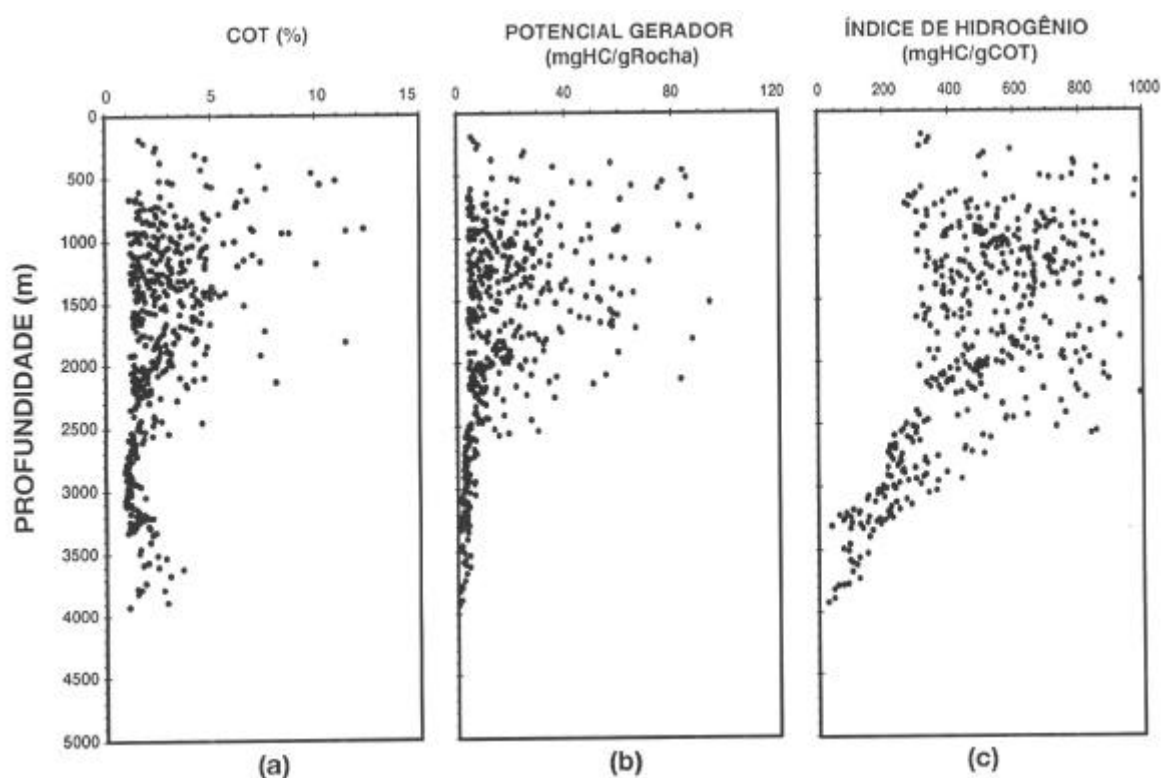 COT (%)
0 5 10 15
POTENCIAL GERADOR
(mgHC/gRocha)
0 40 80 120
ÍNDICE DE HIDROGÊNIO
(mgHC/gCOT)
200 400 600 800 1000
PROFUNDIDADE (m)
0
500
1000
1500
2000
2500
3000
3500
4000
4500
5000
(a)
(b)
(c)